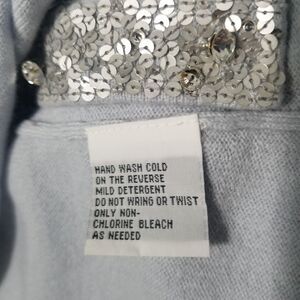 HAND WASH COLD
ON THE REVERSE
MILD DETERGENT
DO NOT WRING OR TWIST
ONLY NON-
CHLORINE BLEACH
AS NEEDED